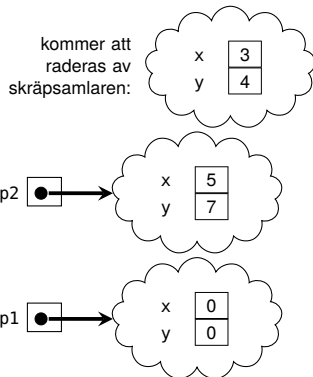 kommer att
raderas av
skräpsamlaren:
x 3
y 4
p2
x 5
y 7
p1
x 0
y 0